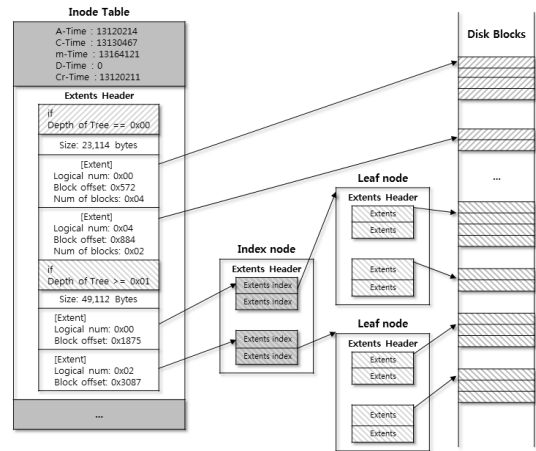 Inode Table
A-Time : 13120214
C-Time : 13130467
m-Time : 13164121
D-Time : 0
Cr-Time : 13120211
Extents Header
if
Depth of Tree == 0x00
Size: 23,114 bytes
[Extent]
Logical num: 0x00
Block offset: 0x572
Num of blocks: 0x04
[Extent]
Logical num: 0x04
Block offset: 0x884
Num of blocks: 0x02
if
Depth of Tree >= 0x01
Size: 49,112 Bytes
[Extent]
Logical num: 0x00
Block offset: 0x1875
[Extent]
Logical num: 0x02
Block offset: 0x3087
...
Index node
Extents Header
Extents index
Extents index
Extents index
Extents index
Leaf node
Extents Header
Extents
Extents
Extents
Extents
Leaf node
Extents Header
Extents
Extents
Extents
Extents
Disk Blocks
...